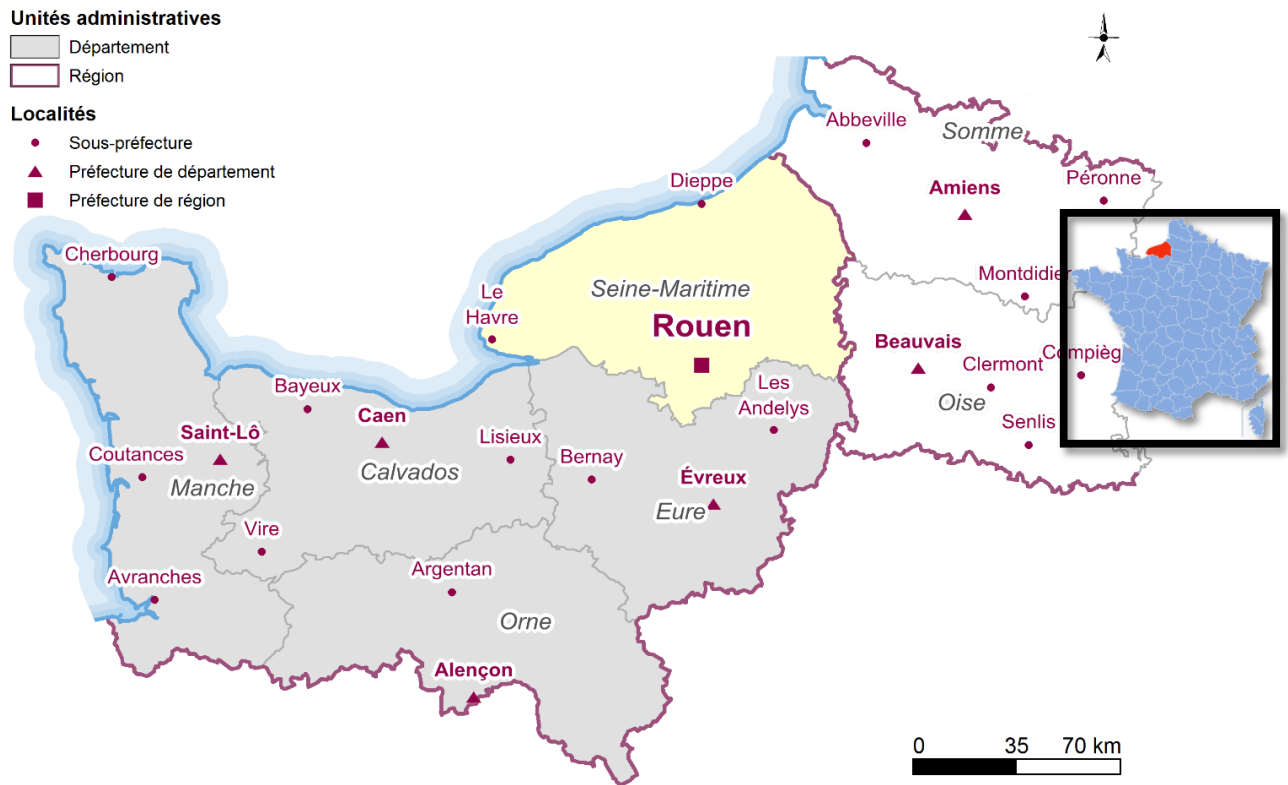 Unités administratives
Département
Région
Localités
Sous-préfecture
Préfecture de département
Préfecture de région
Abbeville
Somme
Dieppe
Amiens
Péronne
Cherbourg
Seine-Maritime
Montdidier
Le
Havre
Rouen
Beauvais
Clermont
Compièg
Bayeux
Caen
Les
Andelys
Oise
Senlis
Saint-Lô
Lisieux
Coutances
Calvados
Bernay
Évreux
Manche
Eure
Vire
Avranches
Argentan
Orne
Alençon
0 35 70 km